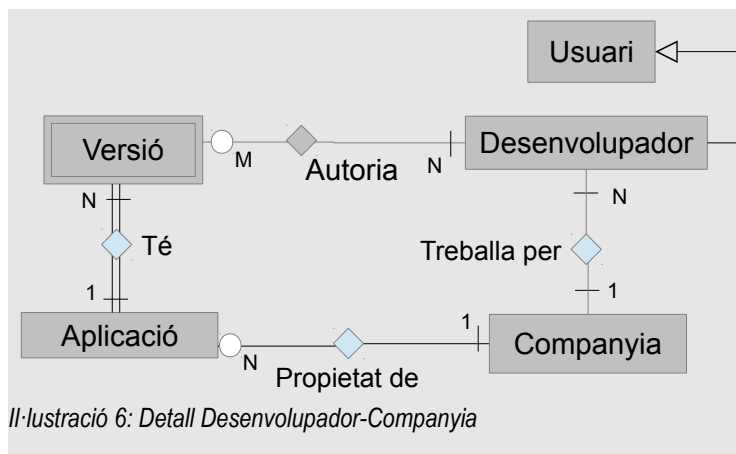 Usuari
Versió
M
Autoria
N
Desenvolupador
N
Té
N
Treballa per
1
1
Aplicació
N
Propietat de
1
Companyia
Il·lustració 6: Detall Desenvolupador-Companyia